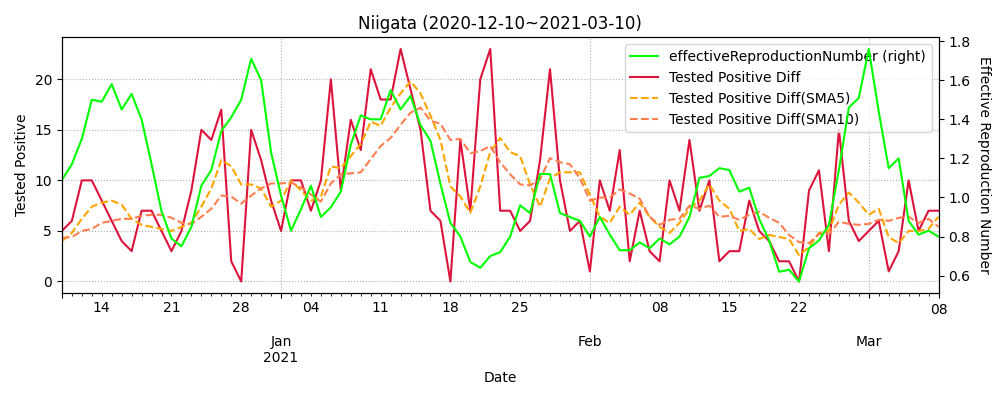 Niigata (2020-12-10~2021-03-10)
effectiveReproductionNumber (right)
Tested Positive Diff
Tested Positive Diff(SMA5)
Tested Positive Diff(SMA10)
Tested Positive
20
15
10
5
0
1.8
1.6
1.4
1.2
1.0
0.8
0.6
Effective Reproduction Number
14 21 28 04 11 18 25 08 15 22 08
Jan Feb Mar
2021
Date